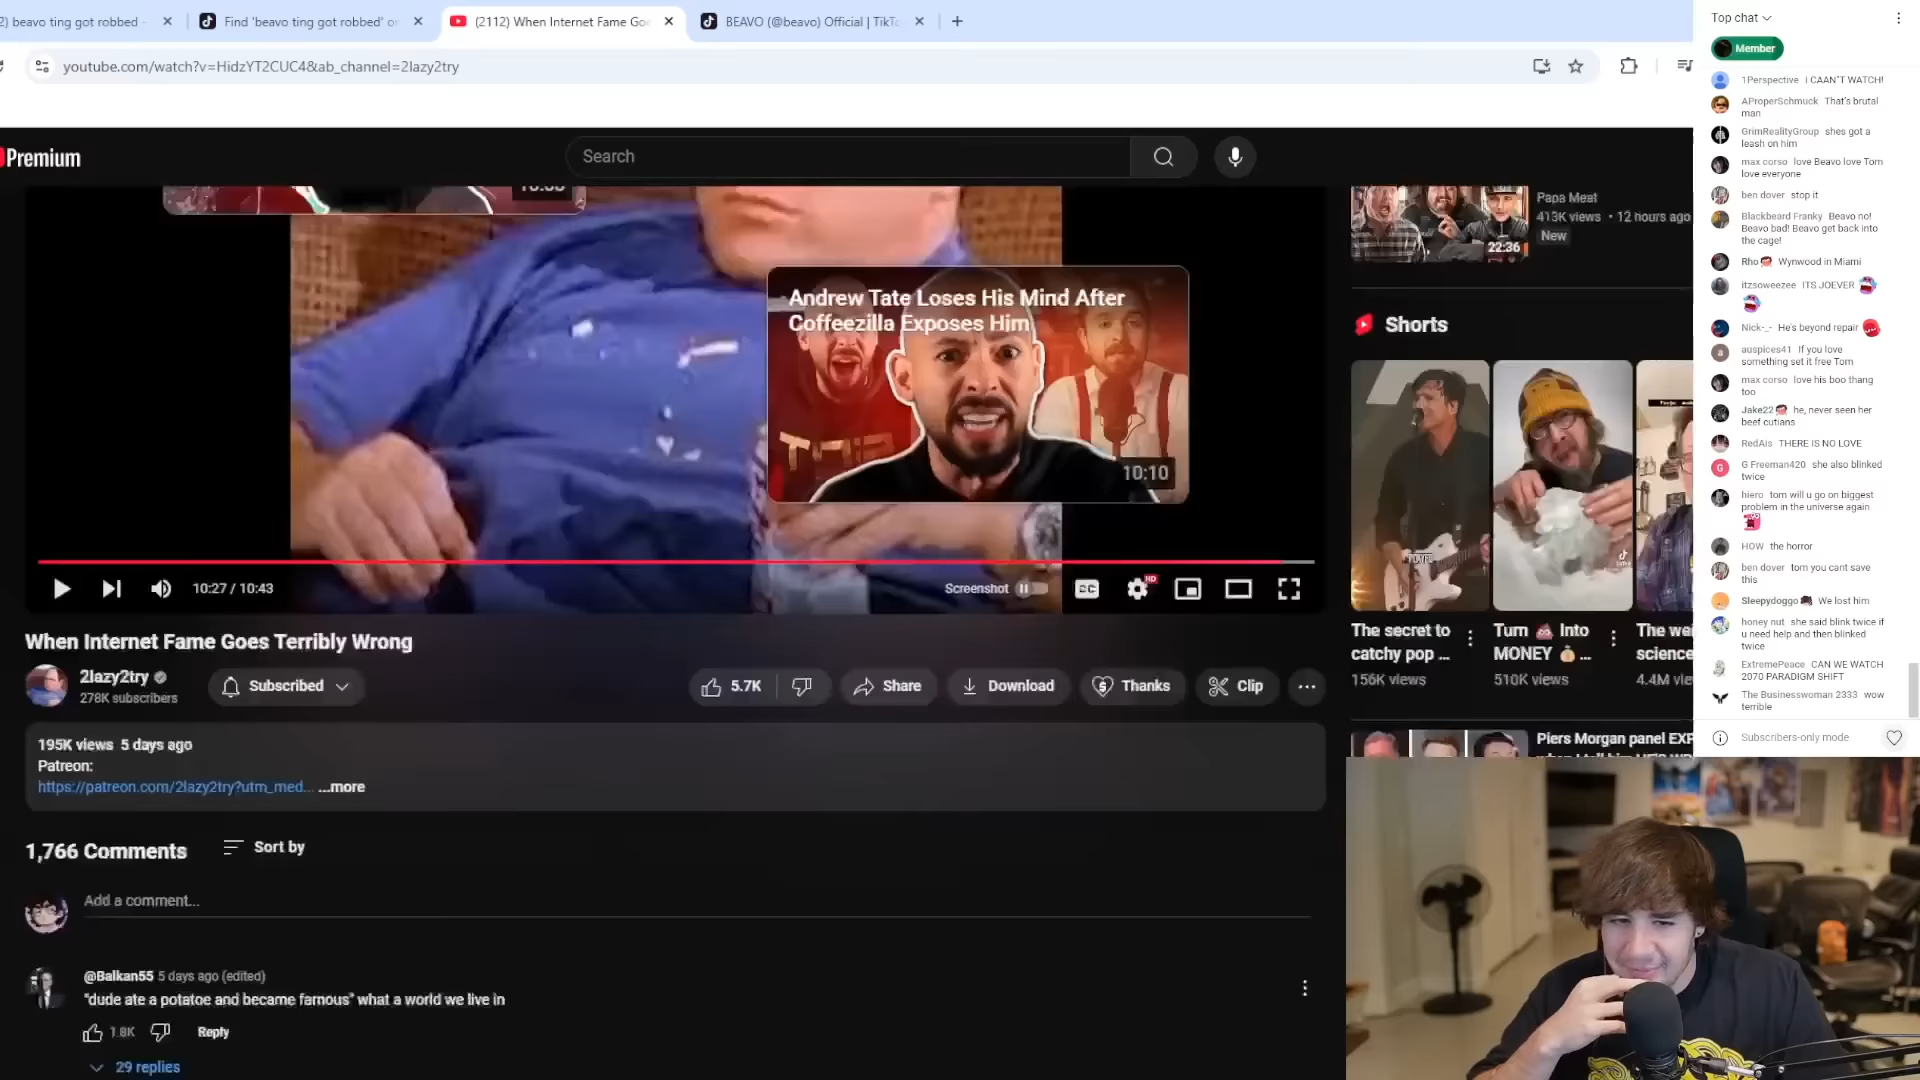 2) beavo ting got robbed -
Find 'beavo ting got robbed' on
(2112) When Internet Fame Goe
BEAVO (@beavo) Official | TikTo
youtube.com/watch?v=HidzYT2CUC4&ab_channel=2lazy2try
Premium
Search
Andrew Tate Loses His Mind After
Coffeezilla Exposes Him
10:10
10:27 / 10:43
Screenshot
CC
HD
When Internet Fame Goes Terribly Wrong
2lazy2try
278K subscribers
Subscribed
5.7K
Share
Download
Thanks
Clip
195K views 5 days ago
Patreon:
https://patreon.com/2lazy2try?utm_med... ...more
1,766 Comments
Sort by
Add a comment...
@Balkan55 5 days ago (edited)
"dude ate a potatoe and became famous" what a world we live in
1.8K
Reply
29 replies
Papa Meat
413K views • 12 hours ago
New
22:36
Shorts
The secret to
catchy pop ...
156K views
Turn 💩 Into
MONEY 💰...
510K views
The wei
science
4.4M vie
Piers Morgan panel EXP
Top chat
Member
1Perspective I CAAN"T WATCH!
AProperSchmuck That's brutal
man
GrimRealityGroup shes got a
leash on him
max corso love Beavo love Tom
love everyone
ben dover stop it
Blackbeard Franky Beavo no!
Beavo bad! Beavo get back into
the cage!
Rho Wynwood in Miami
itzsoweezee ITS JOEVER
Nick-_- He's beyond repair
auspices41 If you love
something set it free Tom
max corso love his boo thang
too
Jake22 he, never seen her
beef cutians
RedAis THERE IS NO LOVE
G Freeman420 she also blinked
twice
hiero tom will u go on biggest
problem in the universe again
HOW the horror
ben dover tom you cant save
this
Sleepydoggo We lost him
honey nut she said blink twice if
u need help and then blinked
twice
ExtremePeace CAN WE WATCH
2070 PARADIGM SHIFT
The Businesswoman 2333 wow
terrible
Subscribers-only mode